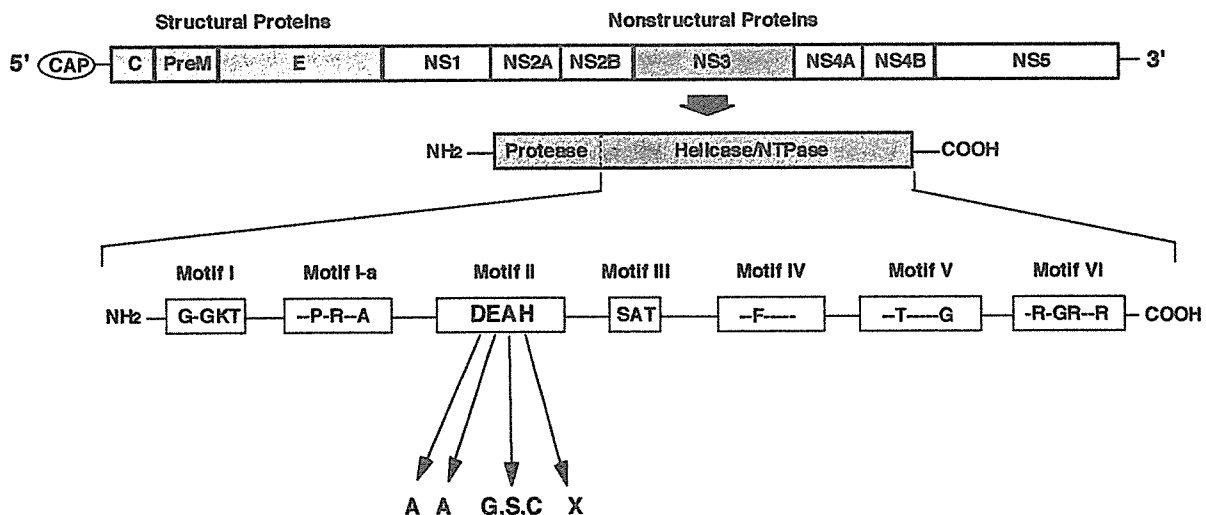 Structural Proteins Nonstructural Proteins
5' CAP C PreM E NS1 NS2A NS2B NS3 NS4A NS4B NS5 3'
NH2 Protease Helicase/NTPase COOH
Motif I Motif I-a Motif II Motif III Motif IV Motif V Motif VI
NH2 G-GKT --P-R--A DEAH SAT --F----- --T-----G -R-GR--R COOH
A A G,S,C X